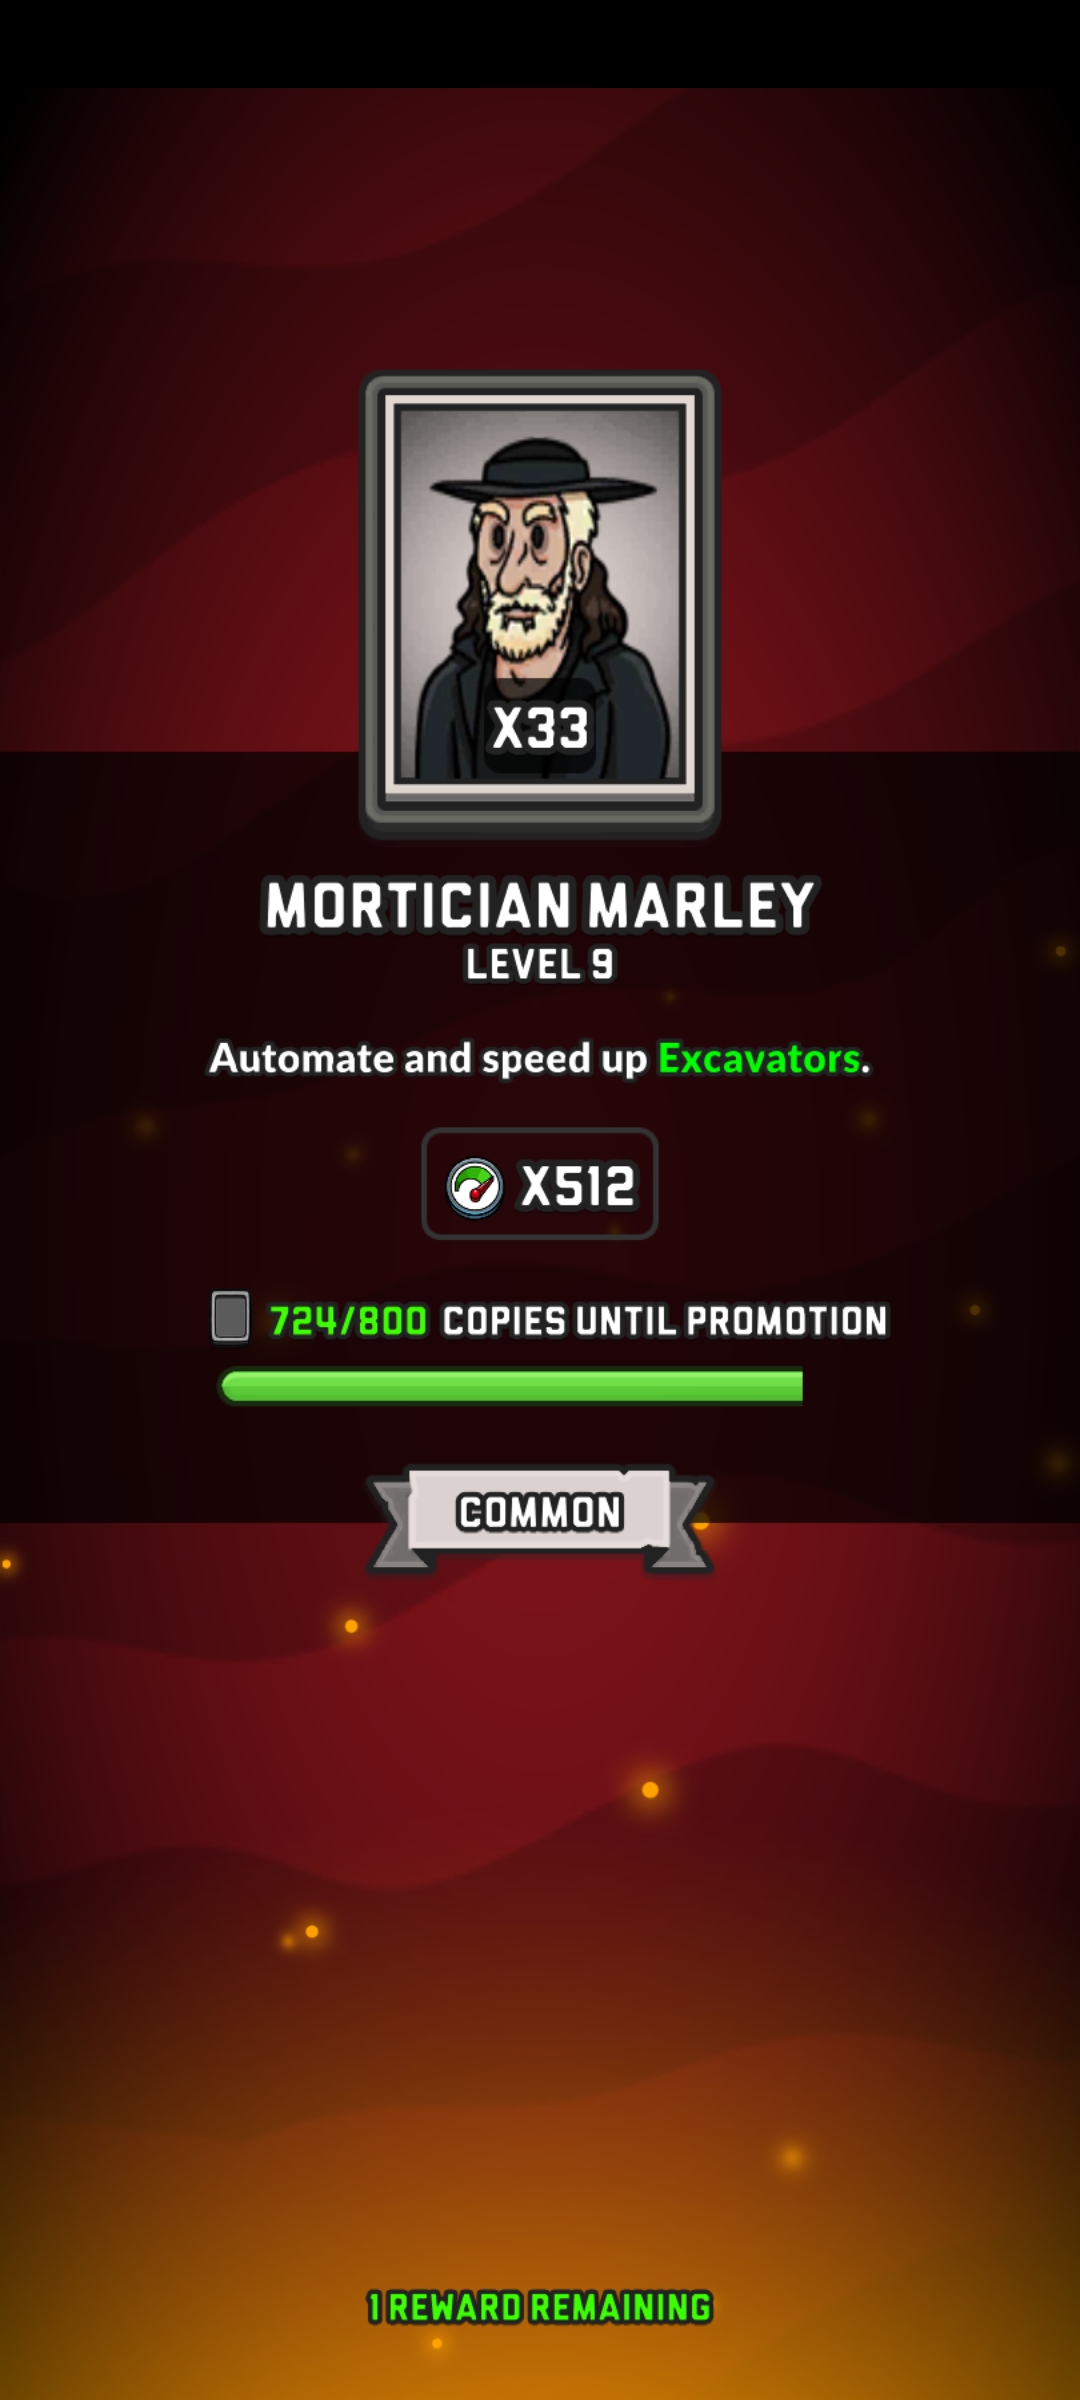 X33
MORTICIAN MARLEY
LEVEL 9
Automate and speed up Excavators.
X512
724/800 COPIES UNTIL PROMOTION
COMMON
1 REWARD REMAINING